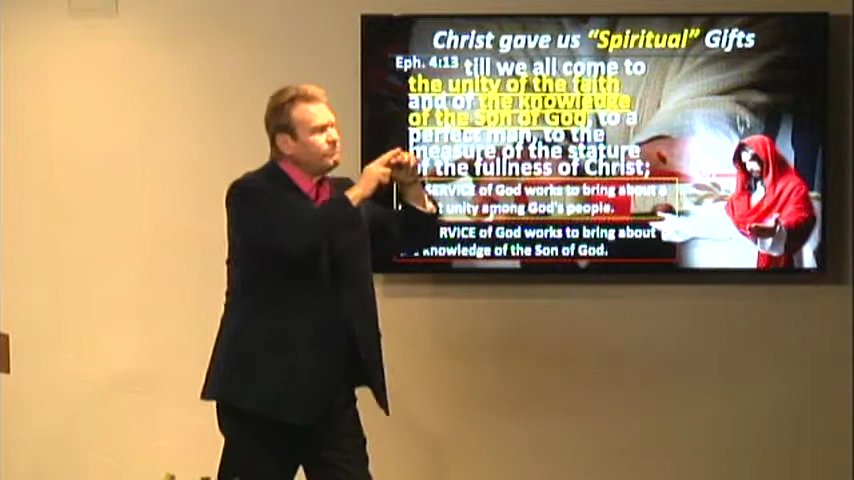 Christ gave us "Spiritual" Gifts
Eph. 4:13 till we all come to
the unity of the faith
and of the knowledge
of the Son of God, to a
perfect man, to the
measure of the stature
of the fullness of Christ;
SERVICE of God works to bring about a
unity among God's people.
RVICE of God works to bring about
knowledge of the Son of God.